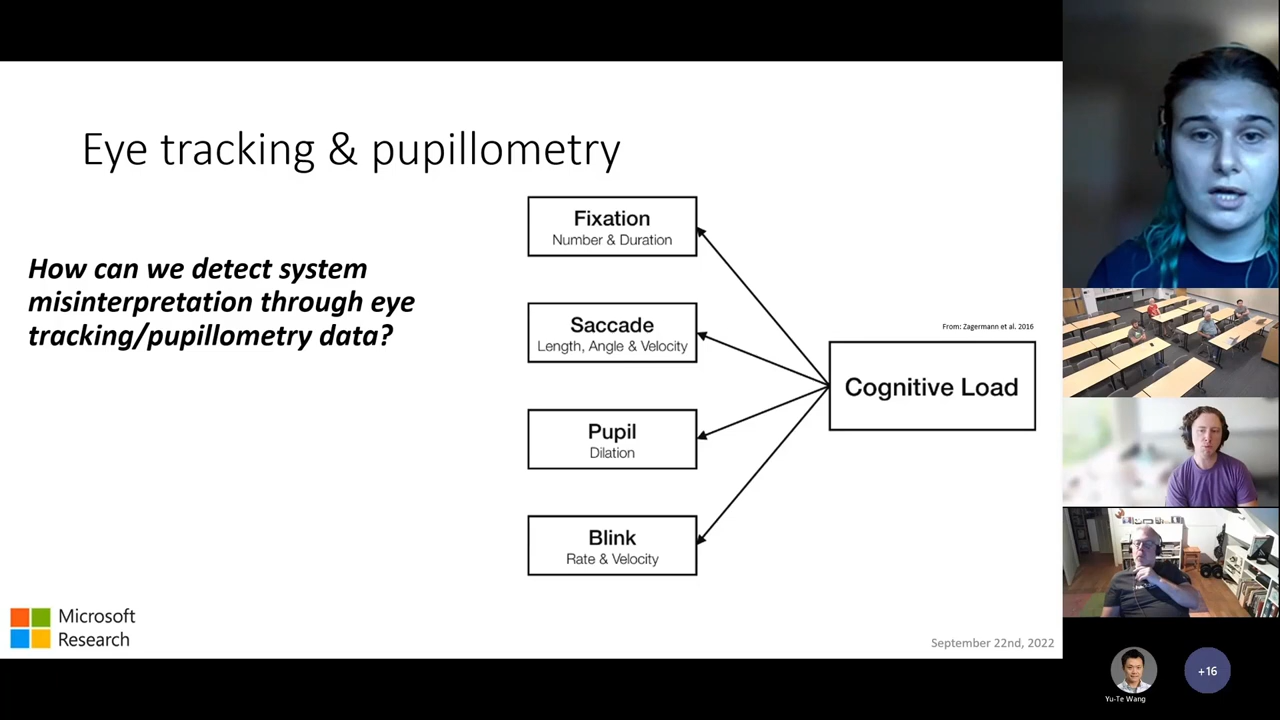 Eye tracking & pupillometry
How can we detect system
misinterpretation through eye
tracking/pupillometry data?
Fixation
Number & Duration
Saccade
Length, Angle & Velocity
Pupil
Dilation
Blink
Rate & Velocity
From: Zagermann et al. 2016
Cognitive Load
Microsoft
Research
September 22nd, 2022
Yu-Te Wang
+16